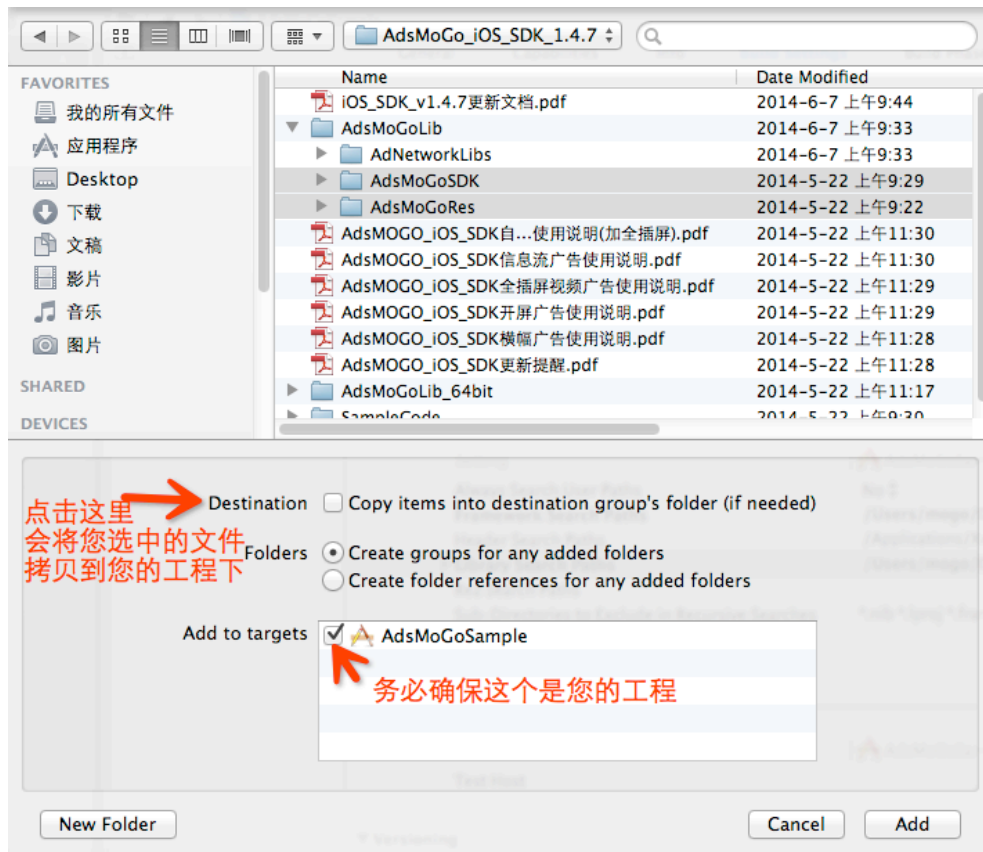 AdsMoGo_iOS_SDK_1.4.7
FAVORITES
我的所有文件
应用程序
Desktop
下载
文稿
影片
音乐
图片
SHARED
DEVICES
Name Date Modified
iOS_SDK_v1.4.7更新文档.pdf 2014-6-7 上午9:44
AdsMoGoLib 2014-6-7 上午9:33
AdNetworkLibs 2014-6-7 上午9:33
AdsMoGoSDK 2014-5-22 上午9:29
AdsMoGoRes 2014-5-22 上午9:22
AdsMOGO_iOS_SDK自...使用说明(加全插屏).pdf 2014-5-22 上午11:30
AdsMOGO_iOS_SDK信息流广告使用说明.pdf 2014-5-22 上午11:30
AdsMOGO_iOS_SDK全插屏视频广告使用说明.pdf 2014-5-22 上午11:29
AdsMOGO_iOS_SDK开屏广告使用说明.pdf 2014-5-22 上午11:29
AdsMOGO_iOS_SDK横幅广告使用说明.pdf 2014-5-22 上午11:28
AdsMOGO_iOS_SDK更新提醒.pdf 2014-5-22 上午11:28
AdsMoGoLib_64bit 2014-5-22 上午11:17
SampleCode 2014-5-22 上午9:30
点击这里
会将您选中的文件
拷贝到您的工程下
Destination Copy items into destination group's folder (if needed)
Folders Create groups for any added folders
Create folder references for any added folders
Add to targets AdsMoGoSample
务必确保这个是您的工程
New Folder Cancel Add